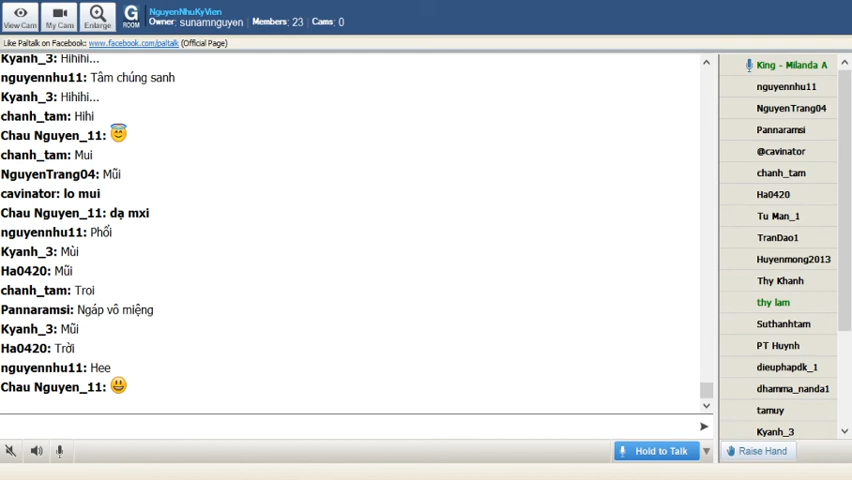 View Cam
My Cam
Enlarge
G
ROOM
NguyenNhuKyVien
Owner: sunamnguyen Members: 23 Cams: 0
Like Paltalk on Facebook: www.facebook.com/paltalk (Official Page)
Kyanh_3: Hihihi...
nguyennhu11: Tâm chúng sanh
Kyanh_3: Hihihi...
chanh_tam: Hihi
Chau Nguyen_11:
chanh_tam: Mui
NguyenTrang04: Mũi
cavinator: lo mui
Chau Nguyen_11: dạ mxi
nguyennhu11: Phổi
Kyanh_3: Mùi
Ha0420: Mũi
chanh_tam: Troi
Pannaramsi: Ngáp vô miệng
Kyanh_3: Mũi
Ha0420: Trời
nguyennhu11: Hee
Chau Nguyen_11:
Hold to Talk
King - Milanda A
nguyennhu11
NguyenTrang04
Pannaramsi
@cavinator
chanh_tam
Ha0420
Tu Man_1
TranDao1
Huyenmong2013
Thy Khanh
thy lam
Suthanhtam
PT Huynh
dieuphapdk_1
dhamma_nanda1
tamuy
Kyanh_3
Raise Hand